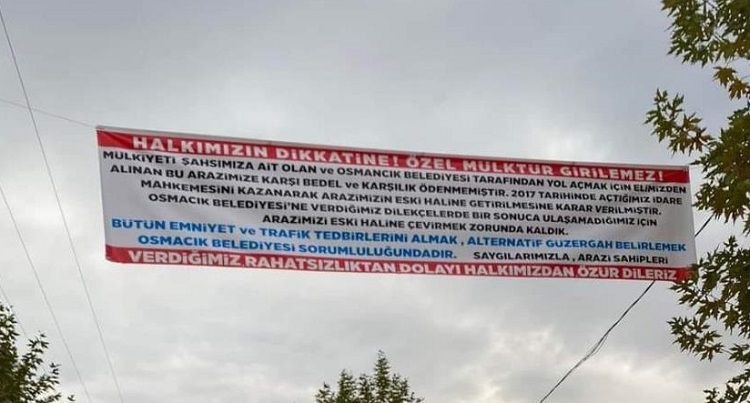 HALKIMIZIN DİKKATİNE! ÖZEL MÜLKTÜR GİRİLEMEZ!
MÜLKİYETİ ŞAHSIMIZA AİT OLAN ve OSMANCIK BELEDİYESİ TARAFINDAN YOL AÇMAK İÇİN ELİMİZDEN
ALINAN BU ARAZİMİZE KARŞI BEDEL ve KARŞILIK ÖDENMEMİŞTİR. 2017 TARİHİNDE AÇTIĞIMIZ İDARE
MAHKEMESİNİ KAZANARAK ARAZİMİZİN ESKİ HALİNE GETİRİLMESİNE KARAR VERİLMİŞTİR.
OSMACIK BELEDİYESİ'NE VERDİĞİMİZ DİLEKÇELERDE BİR SONUCA ULAŞAMADIĞIMIZ İÇİN
ARAZİMİZİ ESKİ HALİNE ÇEVİRMEK ZORUNDA KALDIK.
BÜTÜN EMNİYET ve TRAFİK TEDBİRLERİNİ ALMAK , ALTERNATİF GÜZERGAH BELİRLEMEK
OSMACIK BELEDİYESİ SORUMLULUĞUNDADIR. SAYGILARIMIZLA , ARAZİ SAHİPLERİ
VERDİĞİMİZ RAHATSIZLIKTAN DOLAYI HALKIMIZDAN ÖZÜR DİLERİZ